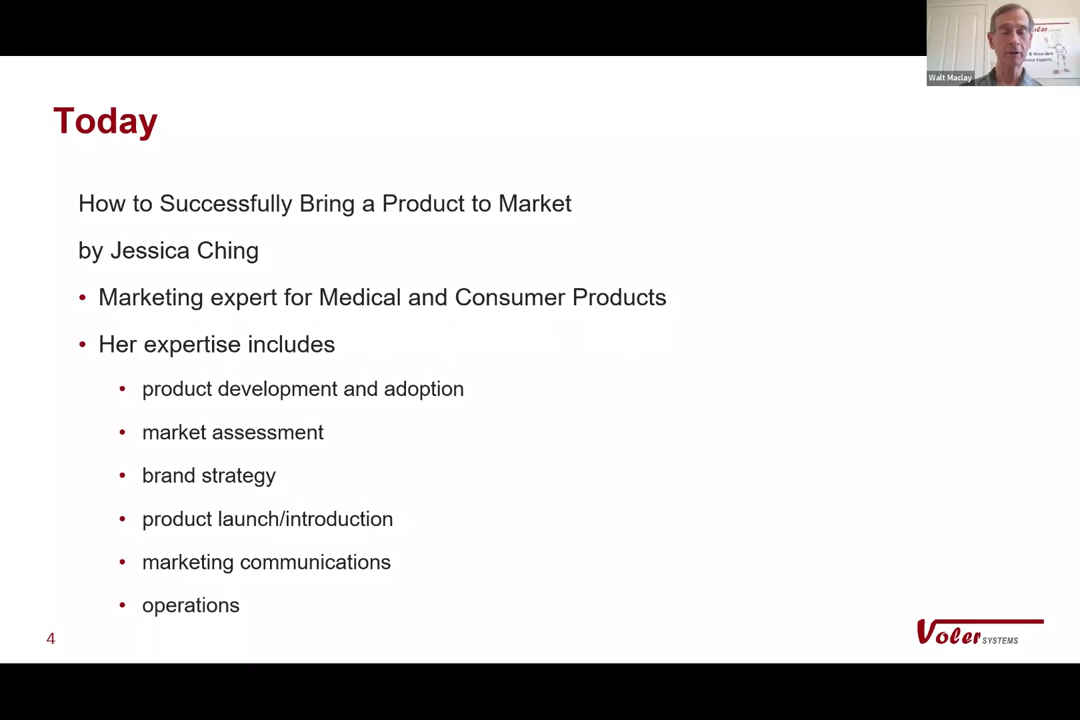 Today
How to Successfully Bring a Product to Market
by Jessica Ching
• Marketing expert for Medical and Consumer Products
• Her expertise includes
• product development and adoption
• market assessment
• brand strategy
• product launch/introduction
• marketing communications
• operations
4
Voler SYSTEMS
Walt Maclay
& Wearable